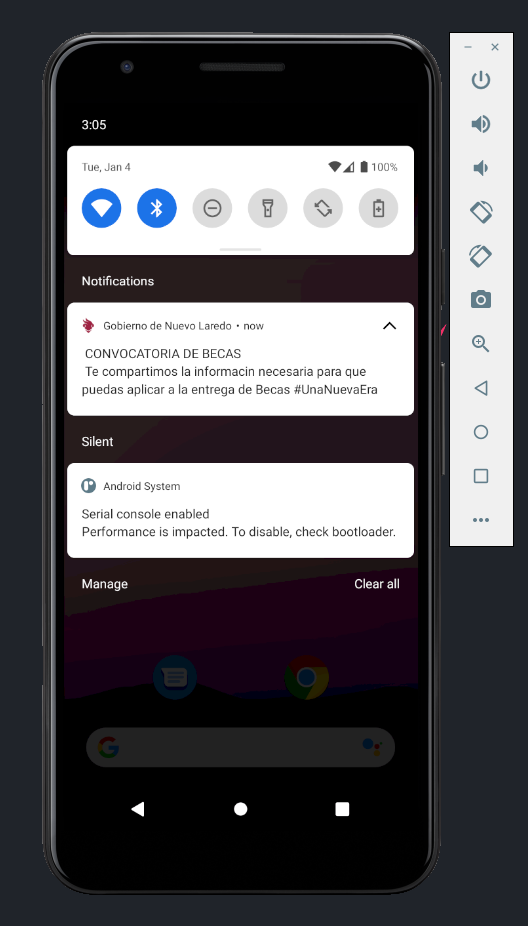 3:05
Tue, Jan 4
100%
Notifications
Gobierno de Nuevo Laredo • now
CONVOCATORIA DE BECAS
Te compartimos la informacin necesaria para que
puedas aplicar a la entrega de Becas #UnaNuevaEra
Silent
Android System
Serial console enabled
Performance is impacted. To disable, check bootloader.
Manage
Clear all